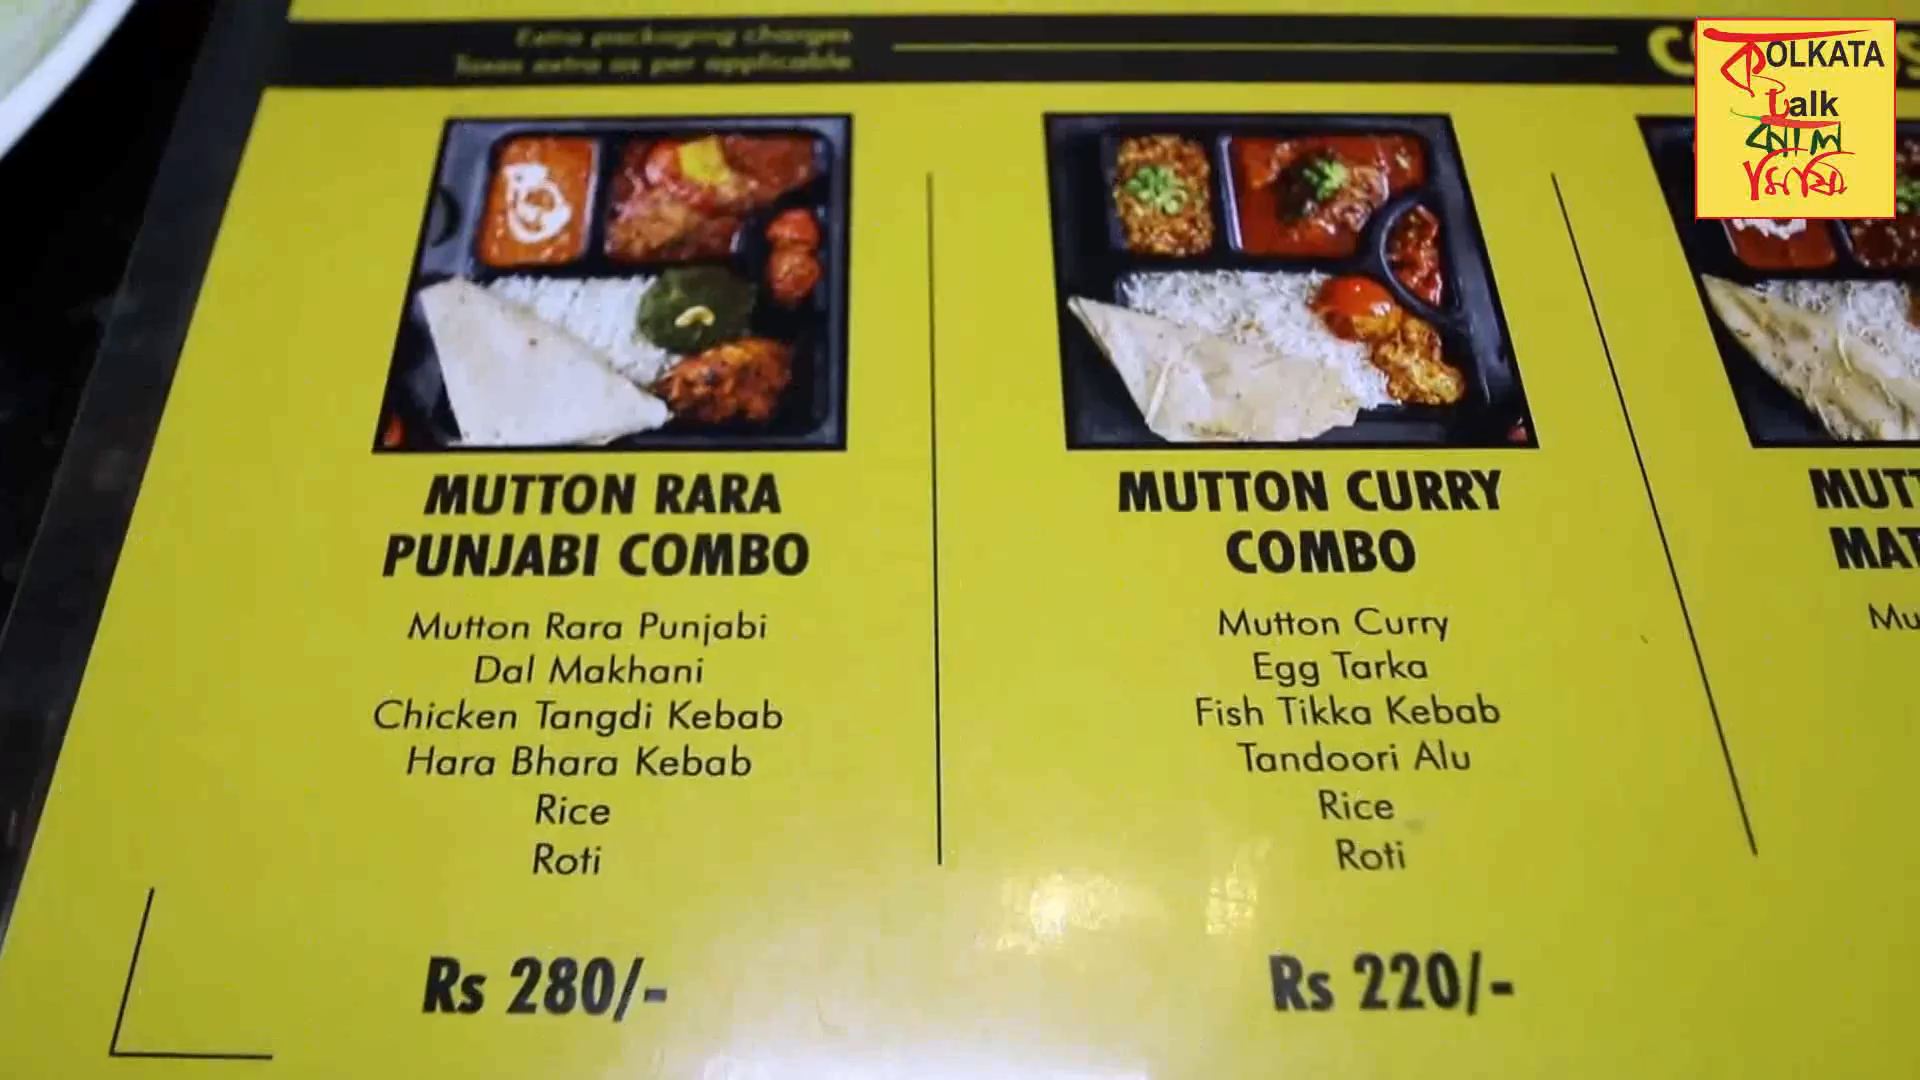 Extra packaging charges
Taxes extra as per applicable
KOLKATA
talk
ঝাল
মিষ্টি
MUTTON RARA
PUNJABI COMBO
Mutton Rara Punjabi
Dal Makhani
Chicken Tangdi Kebab
Hara Bhara Kebab
Rice
Roti
Rs 280/-
MUTTON CURRY
COMBO
Mutton Curry
Egg Tarka
Fish Tikka Kebab
Tandoori Alu
Rice
Roti
Rs 220/-